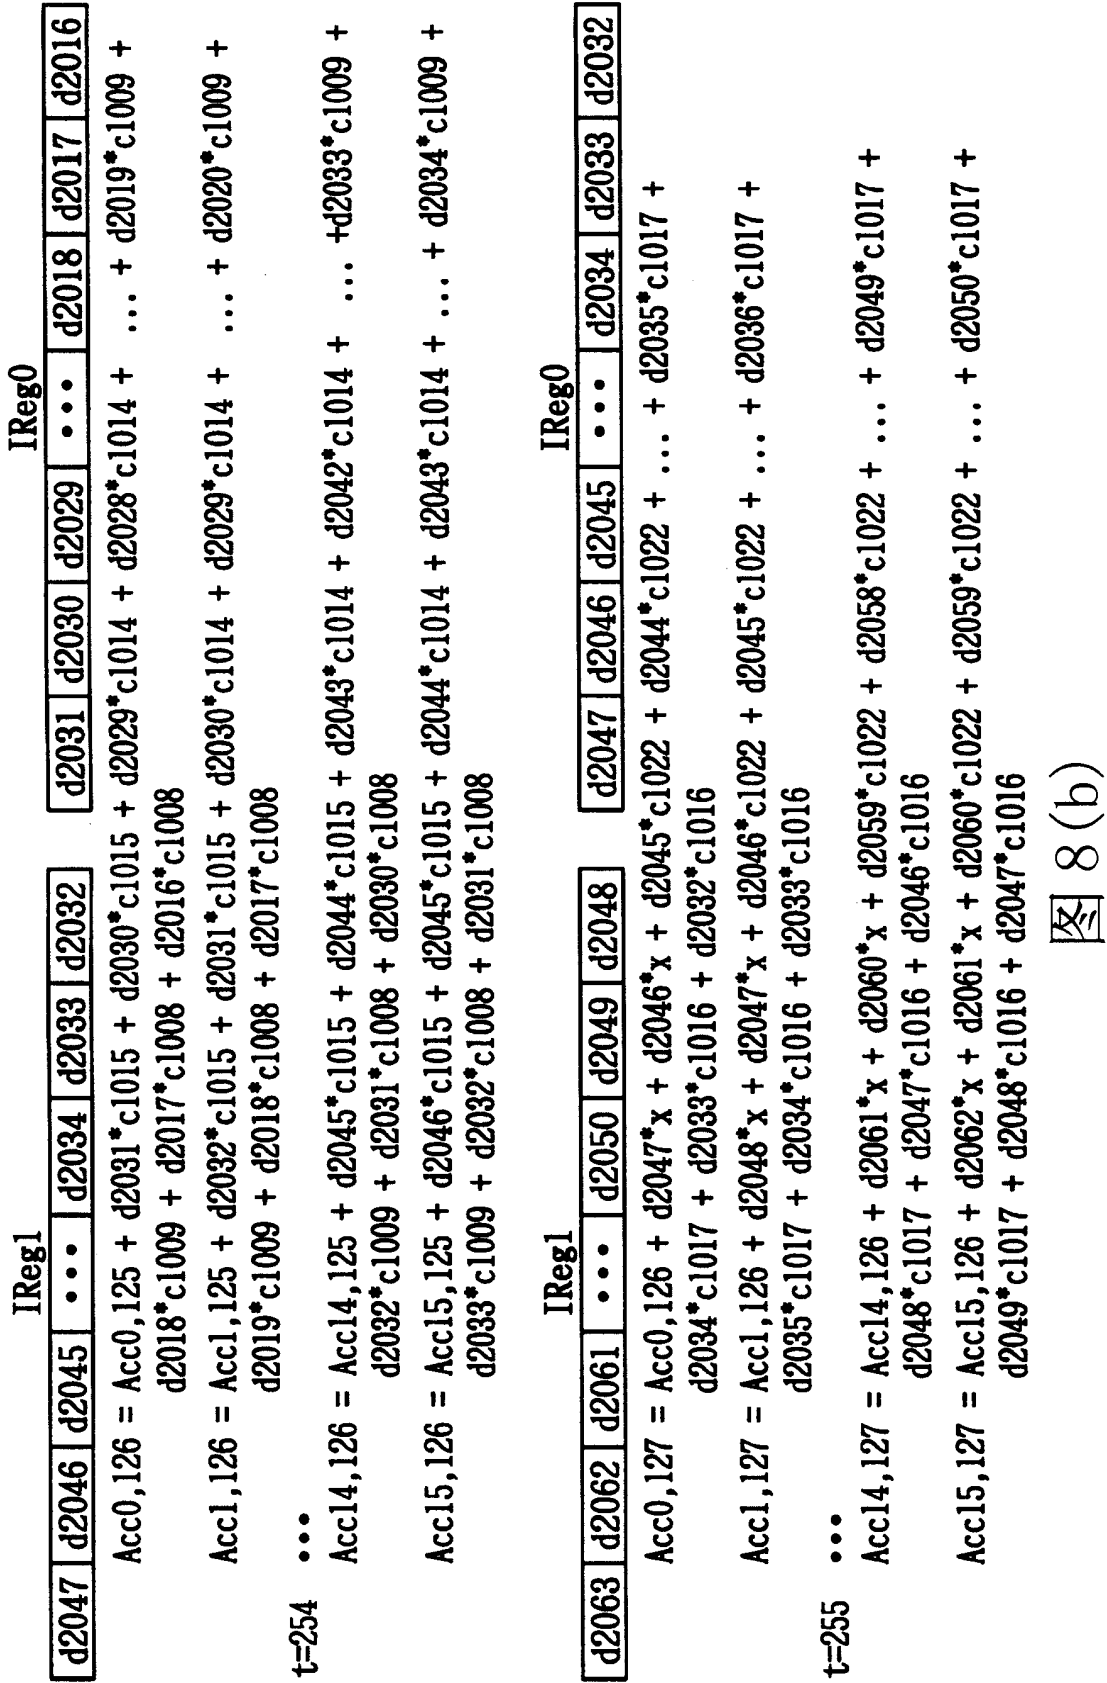 IReg1 IReg0
d2047 d2046 d2045 ••• d2034 d2033 d2032 d2031 d2030 d2029 ••• d2018 d2017 d2016
Acc0,126 = Acc0,125 + d2031*c1015 + d2030*c1015 + d2029*c1014 + d2028*c1014 + ... + d2019*c1009 +
d2018*c1009 + d2017*c1008 + d2016*c1008
Acc1,126 = Acc1,125 + d2032*c1015 + d2031*c1015 + d2030*c1014 + d2029*c1014 + ... + d2020*c1009 +
d2019*c1009 + d2018*c1008 + d2017*c1008
t=254 •••
Acc14,126 = Acc14,125 + d2045*c1015 + d2044*c1015 + d2043*c1014 + d2042*c1014 + ... +d2033*c1009 +
d2032*c1009 + d2031*c1008 + d2030*c1008
Acc15,126 = Acc15,125 + d2046*c1015 + d2045*c1015 + d2044*c1014 + d2043*c1014 + ... + d2034*c1009 +
d2033*c1009 + d2032*c1008 + d2031*c1008
IReg1 IReg0
d2063 d2062 d2061 ••• d2050 d2049 d2048 d2047 d2046 d2045 ••• d2034 d2033 d2032
Acc0,127 = Acc0,126 + d2047*x + d2046*x + d2045*c1022 + d2044*c1022 + ... + d2035*c1017 +
d2034*c1017 + d2033*c1016 + d2032*c1016
Acc1,127 = Acc1,126 + d2048*x + d2047*x + d2046*c1022 + d2045*c1022 + ... + d2036*c1017 +
d2035*c1017 + d2034*c1016 + d2033*c1016
t=255 •••
Acc14,127 = Acc14,126 + d2061*x + d2060*x + d2059*c1022 + d2058*c1022 + ... + d2049*c1017 +
d2048*c1017 + d2047*c1016 + d2046*c1016
Acc15,127 = Acc15,126 + d2062*x + d2061*x + d2060*c1022 + d2059*c1022 + ... + d2050*c1017 +
d2049*c1017 + d2048*c1016 + d2047*c1016
图 8(b)